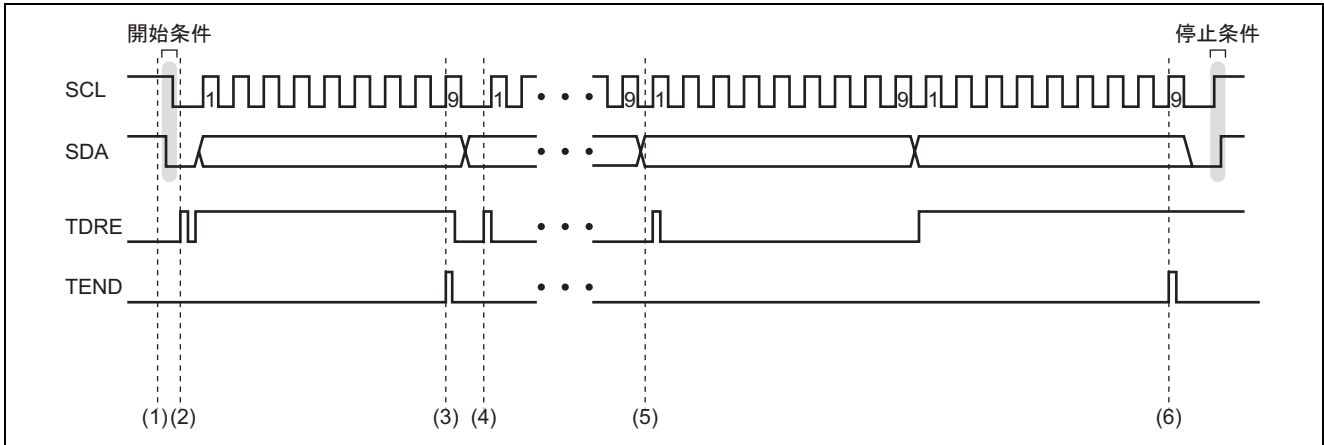 開始条件 停止条件
SCL 1 9 1 • • • 9 1 9 1 9
SDA • • •
TDRE • • •
TEND • • •
(1) (2) (3) (4) (5) (6)